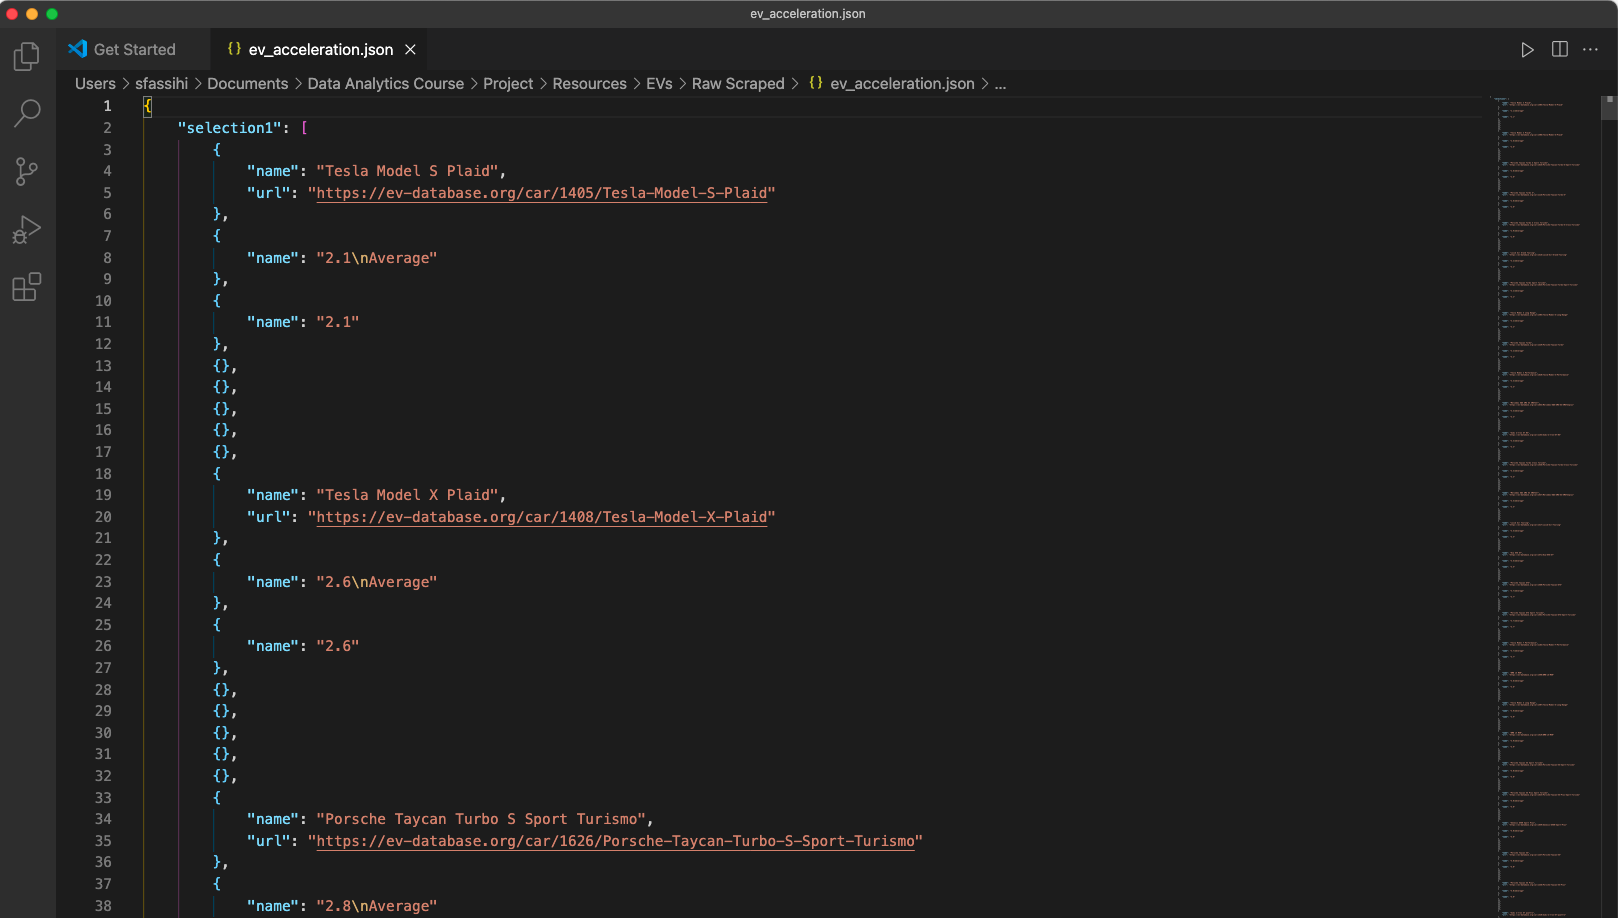 ev_acceleration.json
Get Started
{} ev_acceleration.json ×
Users > sfassihi > Documents > Data Analytics Course > Project > Resources > EVs > Raw Scraped > {} ev_acceleration.json > ...
1 {
2 "selection1": [
3 {
4 "name": "Tesla Model S Plaid",
5 "url": "https://ev-database.org/car/1405/Tesla-Model-S-Plaid"
6 },
7 {
8 "name": "2.1\nAverage"
9 },
10 {
11 "name": "2.1"
12 },
13 {},
14 {},
15 {},
16 {},
17 {},
18 {
19 "name": "Tesla Model X Plaid",
20 "url": "https://ev-database.org/car/1408/Tesla-Model-X-Plaid"
21 },
22 {
23 "name": "2.6\nAverage"
24 },
25 {
26 "name": "2.6"
27 },
28 {},
29 {},
30 {},
31 {},
32 {},
33 {
34 "name": "Porsche Taycan Turbo S Sport Turismo",
35 "url": "https://ev-database.org/car/1626/Porsche-Taycan-Turbo-S-Sport-Turismo"
36 },
37 {
38 "name": "2.8\nAverage"